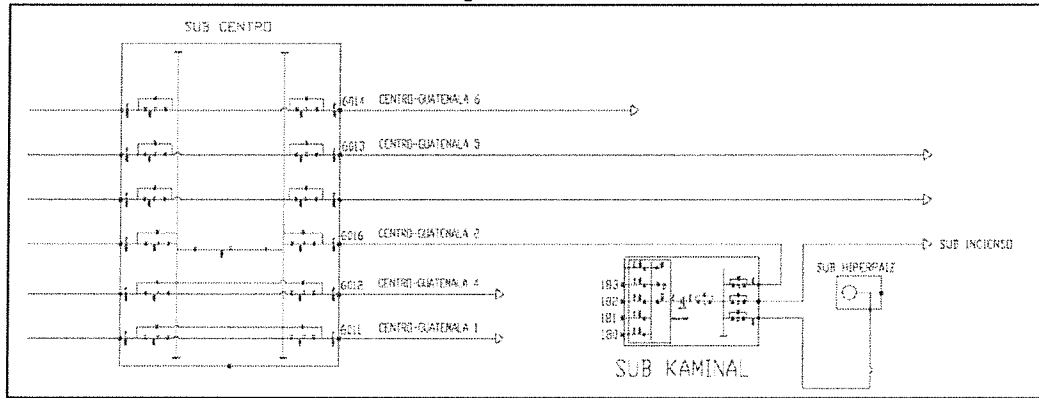 SUB CENTRO
6014 CENTRO-GUATEMALA 6
6013 CENTRO-GUATEMALA 5
6016 CENTRO-GUATEMALA 2
SUB INCIENSO
SUB HIPERPAIZ
6012 CENTRO-GUATEMALA 4
183
182
181
180
6011 CENTRO-GUATEMALA 1
SUB KAMINAL